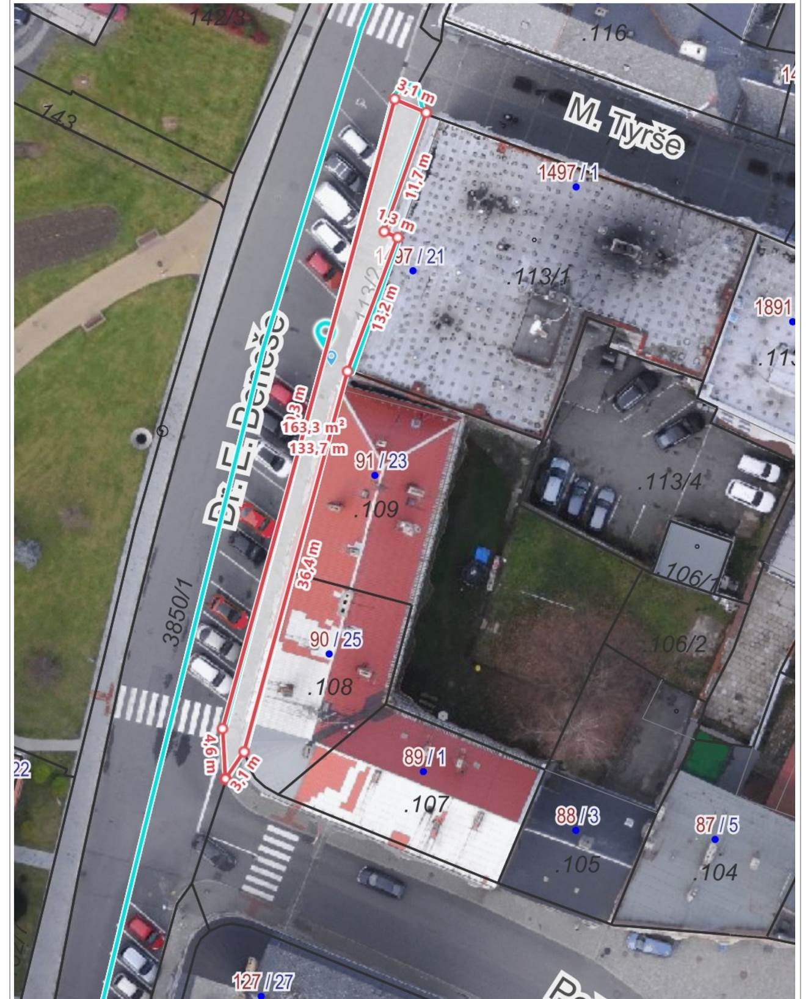 142/3
.116
14
3,1 m
143
M. Tyrše
1497 / 1
11,7 m
1,3 m
1497 / 21
113/2
.113/1
13,2 m
1891
.113
Dr. E. Beneše
0,3 m
163,3 m²
133,7 m
91 / 23
.109
.113/4
36,4 m
.106/1
3850/1
90 / 25
.106/2
.108
4,6 m
89 / 1
22
3,1 m
.107
88 / 3
87 / 5
.105
.104
127 / 27